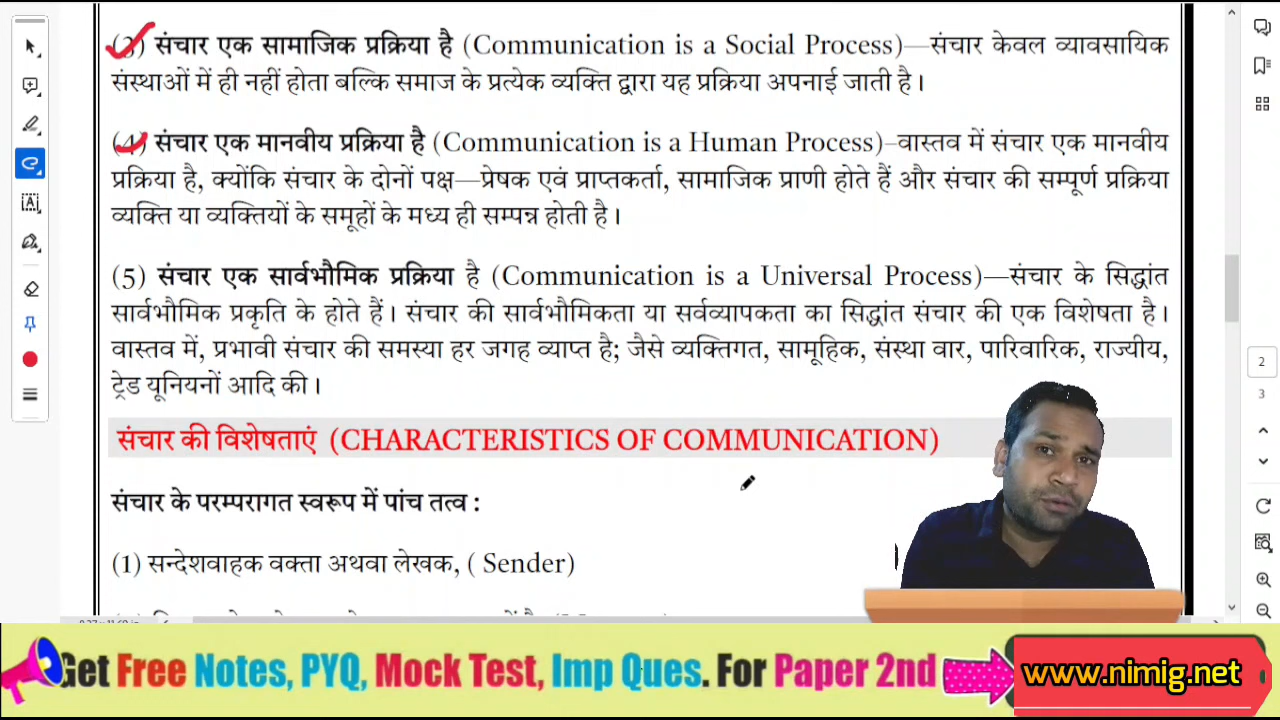 (3) संचार एक सामाजिक प्रक्रिया है (Communication is a Social Process)—संचार केवल व्यावसायिक
संस्थाओं में ही नहीं होता बल्कि समाज के प्रत्येक व्यक्ति द्वारा यह प्रक्रिया अपनाई जाती है।
(4) संचार एक मानवीय प्रक्रिया है (Communication is a Human Process)–वास्तव में संचार एक मानवीय
प्रक्रिया है, क्योंकि संचार के दोनों पक्ष—प्रेषक एवं प्राप्तकर्ता, सामाजिक प्राणी होते हैं और संचार की सम्पूर्ण प्रक्रिया
व्यक्ति या व्यक्तियों के समूहों के मध्य ही सम्पन्न होती है।
(5) संचार एक सार्वभौमिक प्रक्रिया है (Communication is a Universal Process)—संचार के सिद्धांत
सार्वभौमिक प्रकृति के होते हैं। संचार की सार्वभौमिकता या सर्वव्यापकता का सिद्धांत संचार की एक विशेषता है।
वास्तव में, प्रभावी संचार की समस्या हर जगह व्याप्त है; जैसे व्यक्तिगत, सामूहिक, संस्था वार, पारिवारिक, राज्यीय,
ट्रेड यूनियनों आदि की।
संचार की विशेषताएं (CHARACTERISTICS OF COMMUNICATION)
संचार के परम्परागत स्वरूप में पांच तत्व :
(1) सन्देशवाहक वक्ता अथवा लेखक, ( Sender)
2
3
Get Free Notes, PYQ, Mock Test, Imp Ques. For Paper 2nd
www.nimig.net